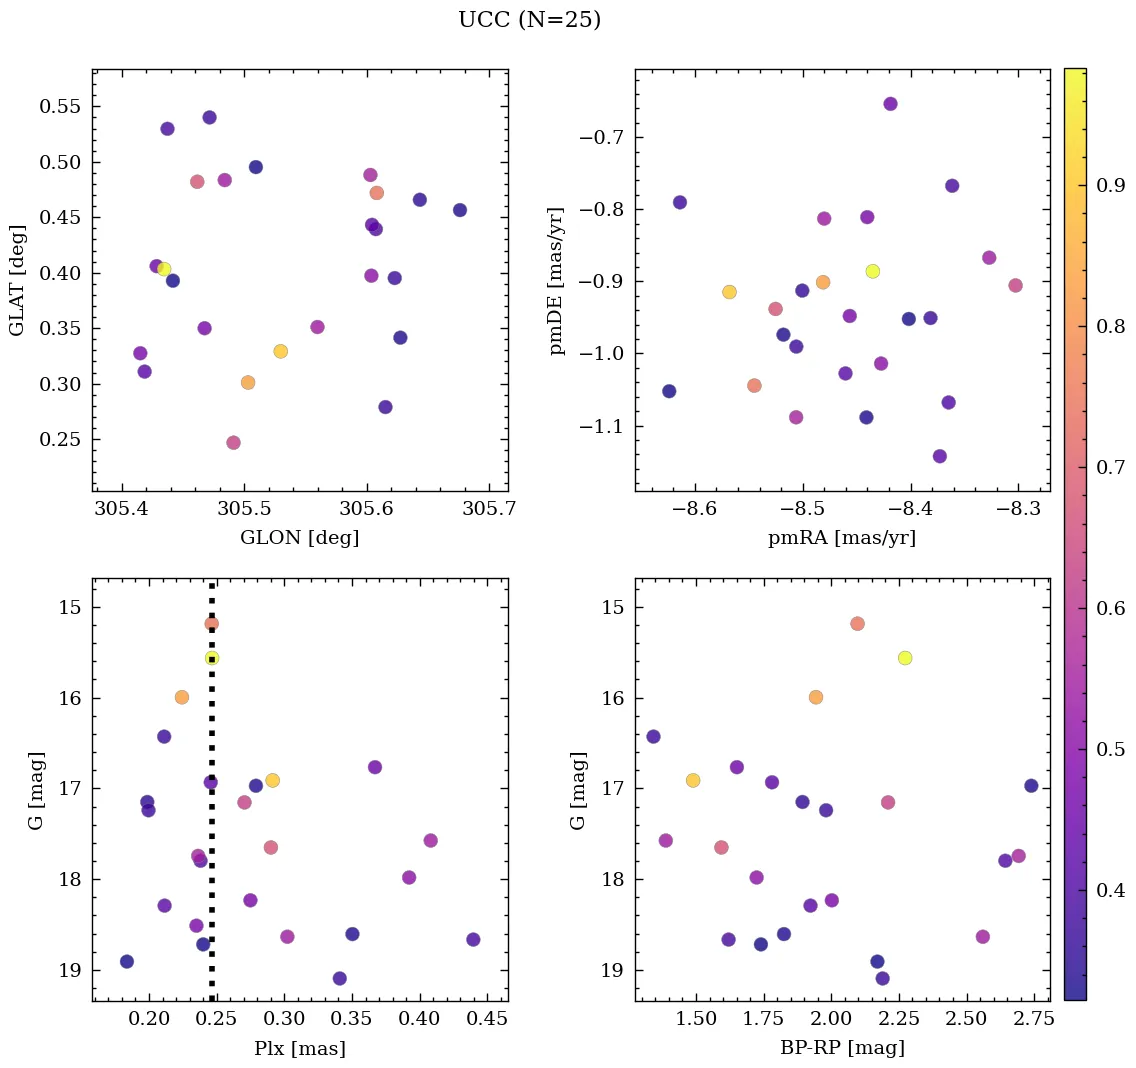 UCC (N=25)
0.55
0.50
0.45
0.40
0.35
0.30
0.25
GLAT [deg]
305.4 305.5 305.6 305.7
GLON [deg]
−0.7
−0.8
−0.9
−1.0
−1.1
pmDE [mas/yr]
−8.6 −8.5 −8.4 −8.3
pmRA [mas/yr]
15
16
17
18
19
G [mag]
0.20 0.25 0.30 0.35 0.40 0.45
Plx [mas]
15
16
17
18
19
G [mag]
1.50 1.75 2.00 2.25 2.50 2.75
BP-RP [mag]
0.9
0.8
0.7
0.6
0.5
0.4